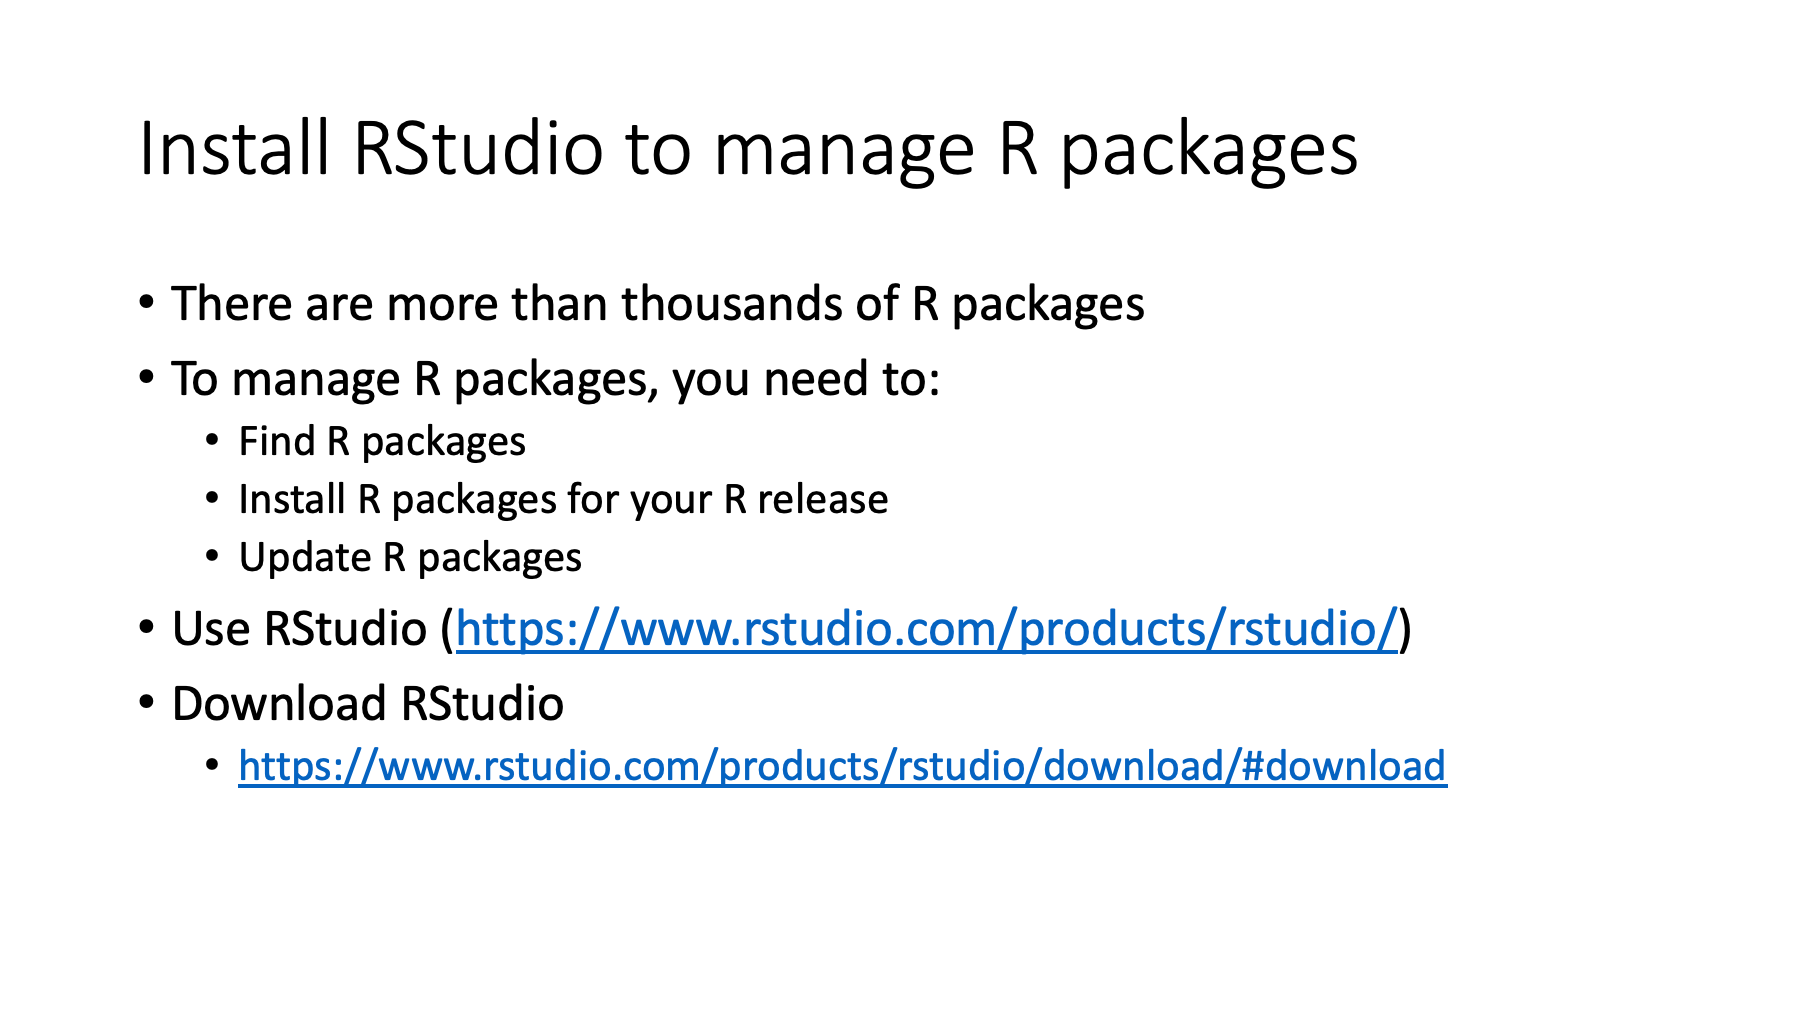 Install RStudio to manage R packages
• There are more than thousands of R packages
• To manage R packages, you need to:
• Find R packages
• Install R packages for your R release
• Update R packages
• Use RStudio (https://www.rstudio.com/products/rstudio/)
• Download RStudio
• https://www.rstudio.com/products/rstudio/download/#download